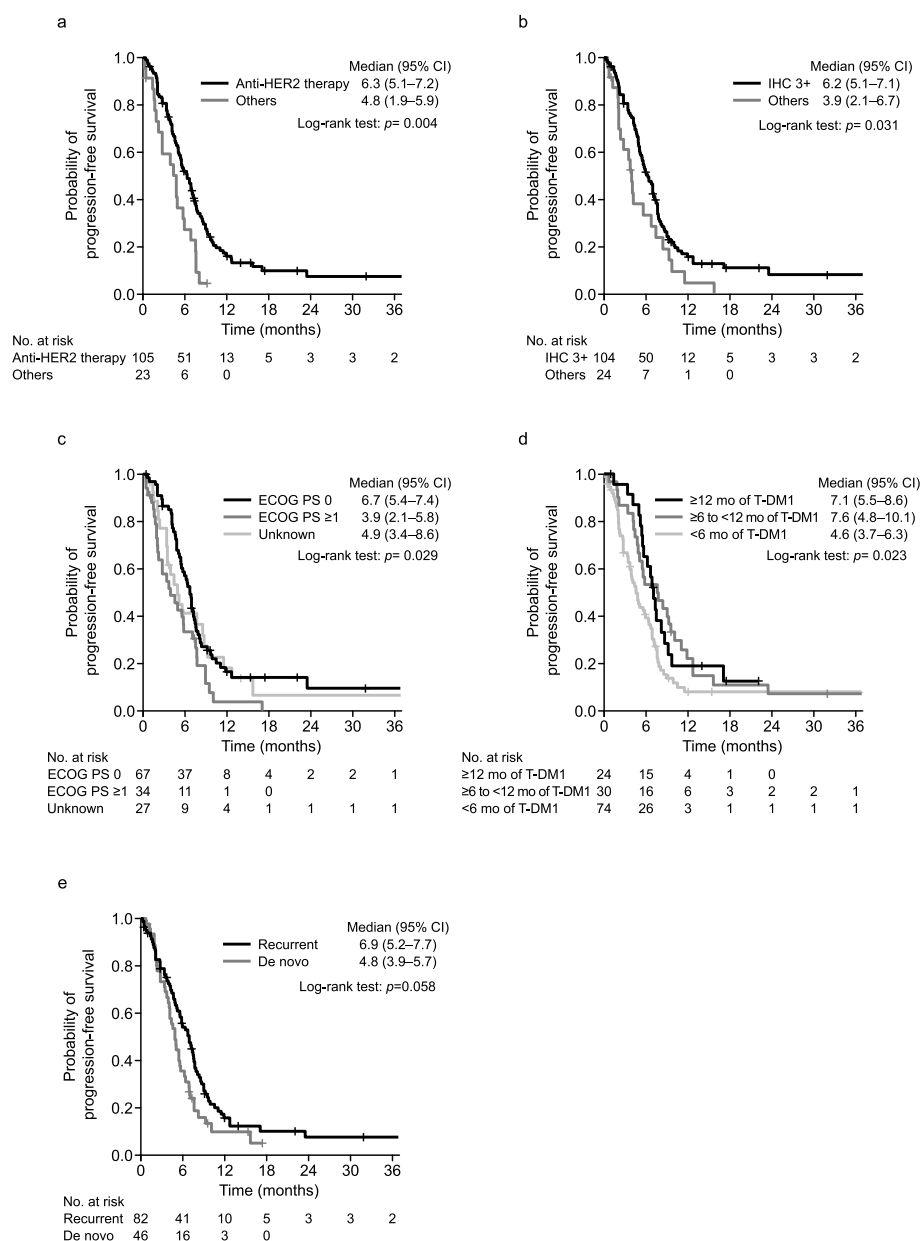 a
Median (95% CI)
Anti-HER2 therapy 6.3 (5.1–7.2)
Others 4.8 (1.9–5.9)
Log-rank test: p= 0.004
Probability of
progression-free survival
1.0
0.8
0.6
0.4
0.2
0.0
0 6 12 18 24 30 36
Time (months)
No. at risk
Anti-HER2 therapy 105 51 13 5 3 3 2
Others 23 6 0
b
Median (95% CI)
IHC 3+ 6.2 (5.1–7.1)
Others 3.9 (2.1–6.7)
Log-rank test: p= 0.031
Probability of
progression-free survival
1.0
0.8
0.6
0.4
0.2
0.0
0 6 12 18 24 30 36
Time (months)
No. at risk
IHC 3+ 104 50 12 5 3 3 2
Others 24 7 1 0
c
Median (95% CI)
ECOG PS 0 6.7 (5.4–7.4)
ECOG PS ≥1 3.9 (2.1–5.8)
Unknown 4.9 (3.4–8.6)
Log-rank test: p= 0.029
Probability of
progression-free survival
1.0
0.8
0.6
0.4
0.2
0.0
0 6 12 18 24 30 36
Time (months)
No. at risk
ECOG PS 0 67 37 8 4 2 2 1
ECOG PS ≥1 34 11 1 0
Unknown 27 9 4 1 1 1 1
d
Median (95% CI)
≥12 mo of T-DM1 7.1 (5.5–8.6)
≥6 to <12 mo of T-DM1 7.6 (4.8–10.1)
<6 mo of T-DM1 4.6 (3.7–6.3)
Log-rank test: p= 0.023
Probability of
progression-free survival
1.0
0.8
0.6
0.4
0.2
0.0
0 6 12 18 24 30 36
Time (months)
No. at risk
≥12 mo of T-DM1 24 15 4 1 0
≥6 to <12 mo of T-DM1 30 16 6 3 2 2 1
<6 mo of T-DM1 74 26 3 1 1 1 1
e
Median (95% CI)
Recurrent 6.9 (5.2–7.7)
De novo 4.8 (3.9–5.7)
Log-rank test: p=0.058
Probability of
progression-free survival
1.0
0.8
0.6
0.4
0.2
0.0
0 6 12 18 24 30 36
Time (months)
No. at risk
Recurrent 82 41 10 5 3 3 2
De novo 46 16 3 0